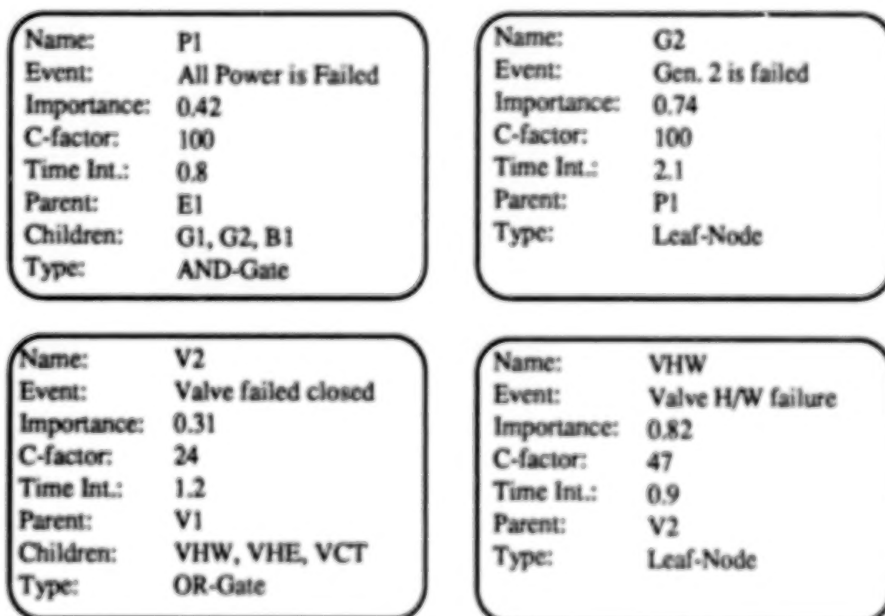 Name: P1
Event: All Power is Failed
Importance: 0.42
C-factor: 100
Time Int.: 0.8
Parent: E1
Children: G1, G2, B1
Type: AND-Gate
Name: G2
Event: Gen. 2 is failed
Importance: 0.74
C-factor: 100
Time Int.: 2.1
Parent: P1
Type: Leaf-Node
Name: V2
Event: Valve failed closed
Importance: 0.31
C-factor: 24
Time Int.: 1.2
Parent: V1
Children: VHW, VHE, VCT
Type: OR-Gate
Name: VHW
Event: Valve H/W failure
Importance: 0.82
C-factor: 47
Time Int.: 0.9
Parent: V2
Type: Leaf-Node